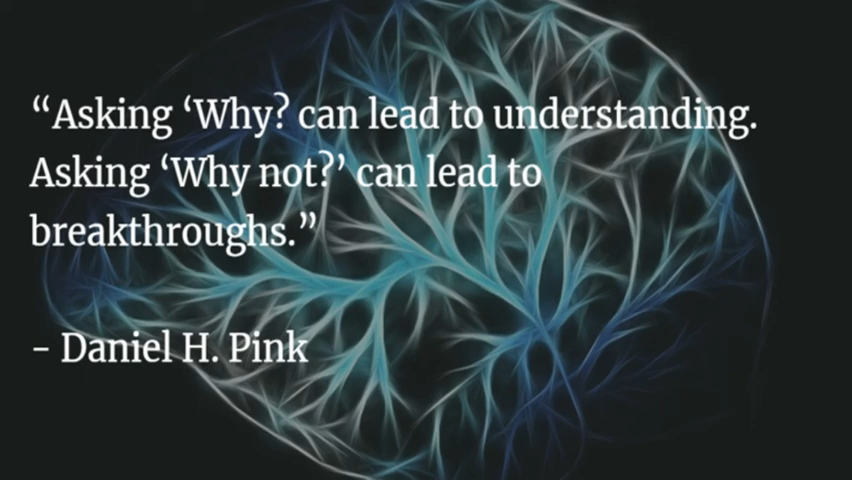 “Asking ‘Why? can lead to understanding.
Asking ‘Why not?’ can lead to
breakthroughs.”
- Daniel H. Pink